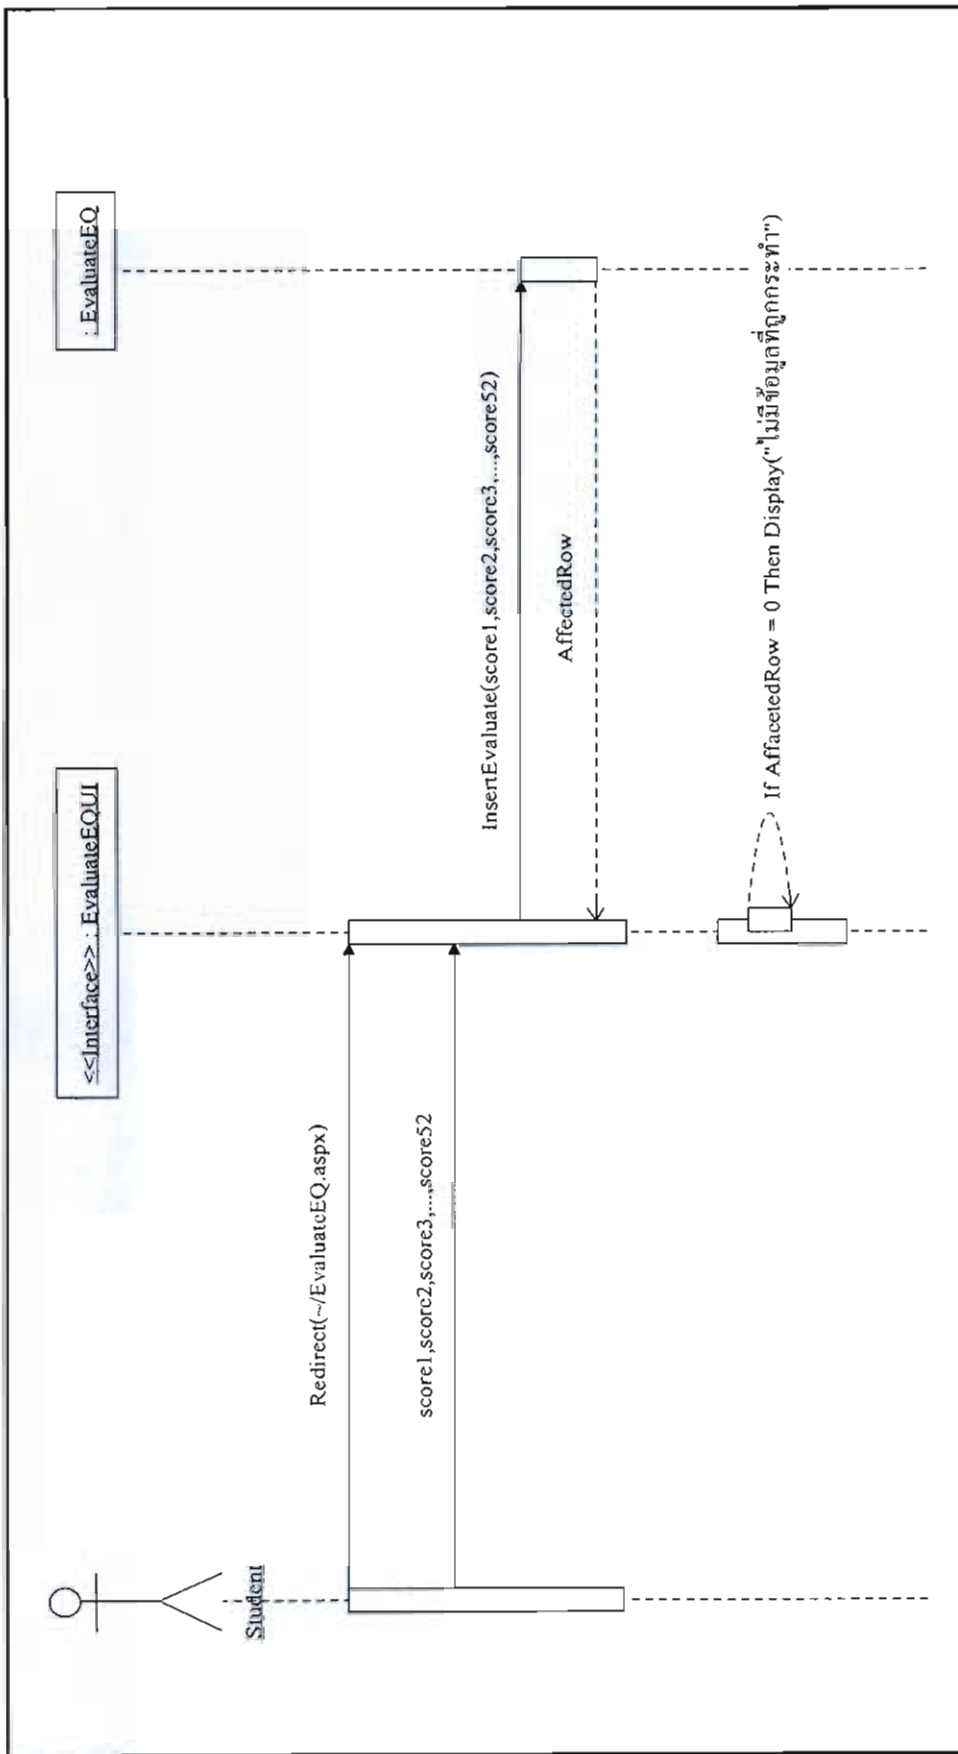 Student
<<Interface>> : EvaluateEQUI
: EvaluateEQ
Redirect(~/EvaluateEQ.aspx)
score1,score2,score3,...,score52
InsertEvaluate(score1,score2,score3,...,score52)
AffectedRow
If AffacetedRow = 0 Then Display("ไม่มีข้อมูลที่ถูกกระทำ")